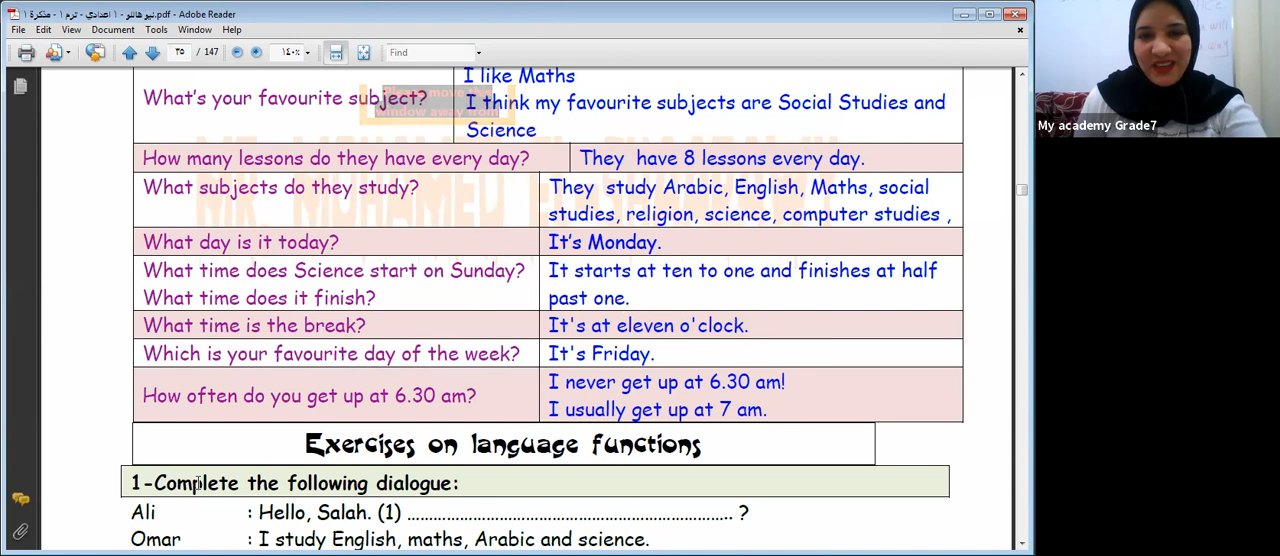 نيو هاللو - ١ اعدادي - ترم ١ - مذكرة ١.pdf - Adobe Reader
File Edit View Document Tools Window Help
٣٥ / 147 ١٤٠% Find
I like Maths
What's your favourite subject?
I think my favourite subjects are Social Studies and
Science
How many lessons do they have every day? They have 8 lessons every day.
What subjects do they study? They study Arabic, English, Maths, social
studies, religion, science, computer studies ,
What day is it today? It's Monday.
What time does Science start on Sunday? It starts at ten to one and finishes at half
What time does it finish? past one.
What time is the break? It's at eleven o'clock.
Which is your favourite day of the week? It's Friday.
How often do you get up at 6.30 am? I never get up at 6.30 am!
I usually get up at 7 am.
Exercises on language functions
1-Complete the following dialogue:
Ali : Hello, Salah. (1) ……………………………………………………………….. ?
Omar : I study English, maths, Arabic and science.
My academy Grade7